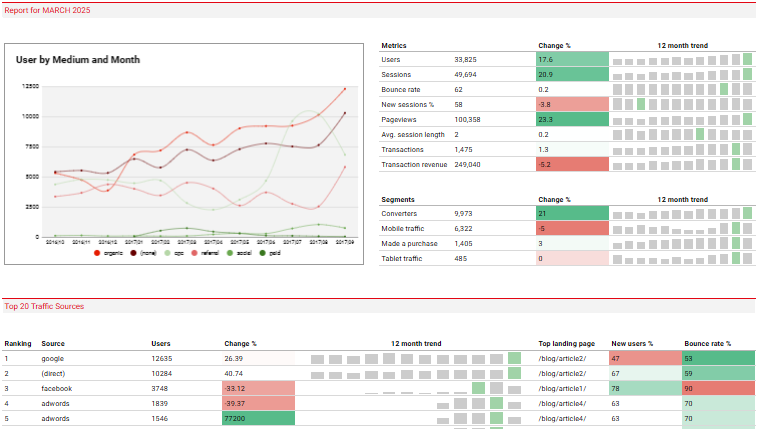 Report for MARCH 2025
User by Medium and Month
12500
10000
7500
5000
2500
0
2016|10 2016|11 2016|12 2017|01 2017|02 2017|03 2017|04 2017|05 2017|06 2017|07 2017|08 2017|09
organic (none) cpc referral social paid
Metrics Change % 12 month trend
Users 33,825 17.6
Sessions 49,694 20.9
Bounce rate 62 0.2
New sessions % 58 -3.8
Pageviews 100,358 23.3
Avg. session length 2 0.2
Transactions 1,475 1.3
Transaction revenue 249,040 -5.2
Segments Change % 12 month trend
Converters 9,973 21
Mobile traffic 6,322 -5
Made a purchase 1,405 3
Tablet traffic 485 0
Top 20 Traffic Sources
Ranking Source Users Change % 12 month trend Top landing page New users % Bounce rate %
1 google 12635 26.39 /blog/article2/ 47 53
2 (direct) 10284 40.74 /blog/article2/ 67 59
3 facebook 3748 -33.12 /blog/article1/ 78 90
4 adwords 1839 -39.37 /blog/article4/ 63 70
5 adwords 1546 77200 /blog/article4/ 63 70